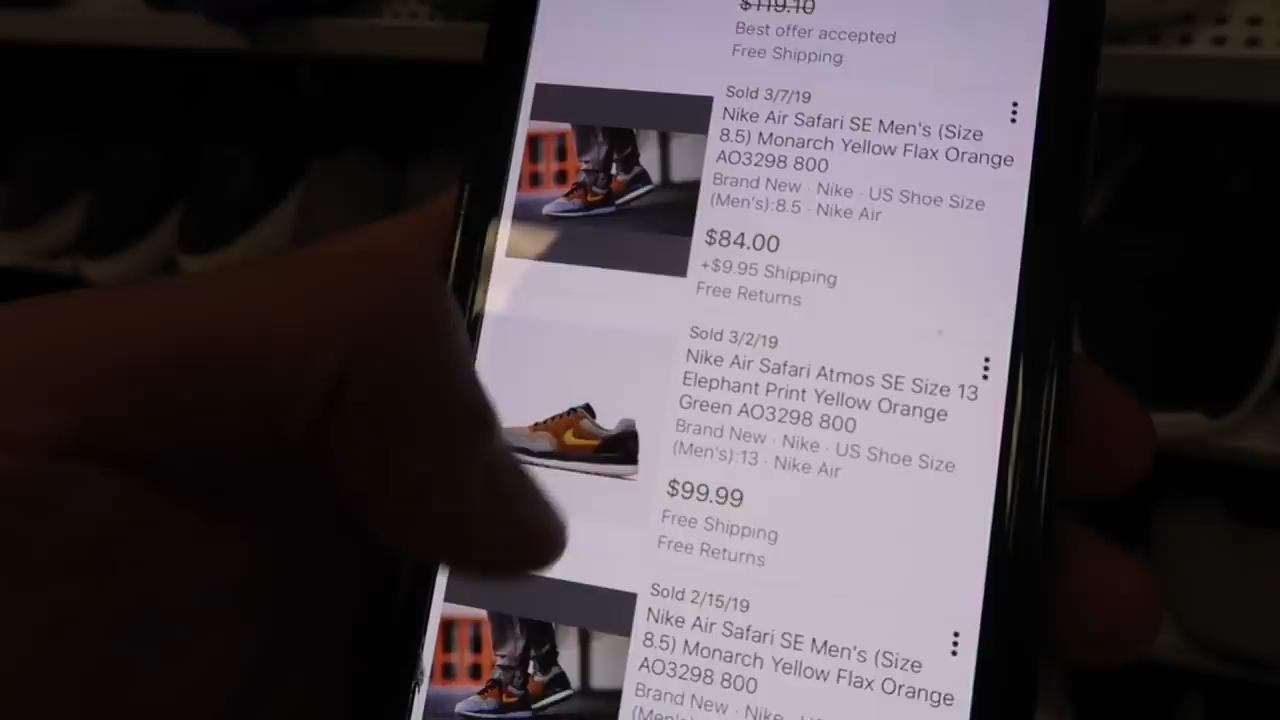 $119.10
Best offer accepted
Free Shipping
Sold 3/7/19
Nike Air Safari SE Men's (Size
8.5) Monarch Yellow Flax Orange
AO3298 800
Brand New · Nike · US Shoe Size
(Men's):8.5 · Nike Air
$84.00
+$9.95 Shipping
Free Returns
Sold 3/2/19
Nike Air Safari Atmos SE Size 13
Elephant Print Yellow Orange
Green AO3298 800
Brand New · Nike · US Shoe Size
(Men's):13 · Nike Air
$99.99
Free Shipping
Free Returns
Sold 2/15/19
Nike Air Safari SE Men's (Size
8.5) Monarch Yellow Flax Orange
AO3298 800
Brand New · Nike